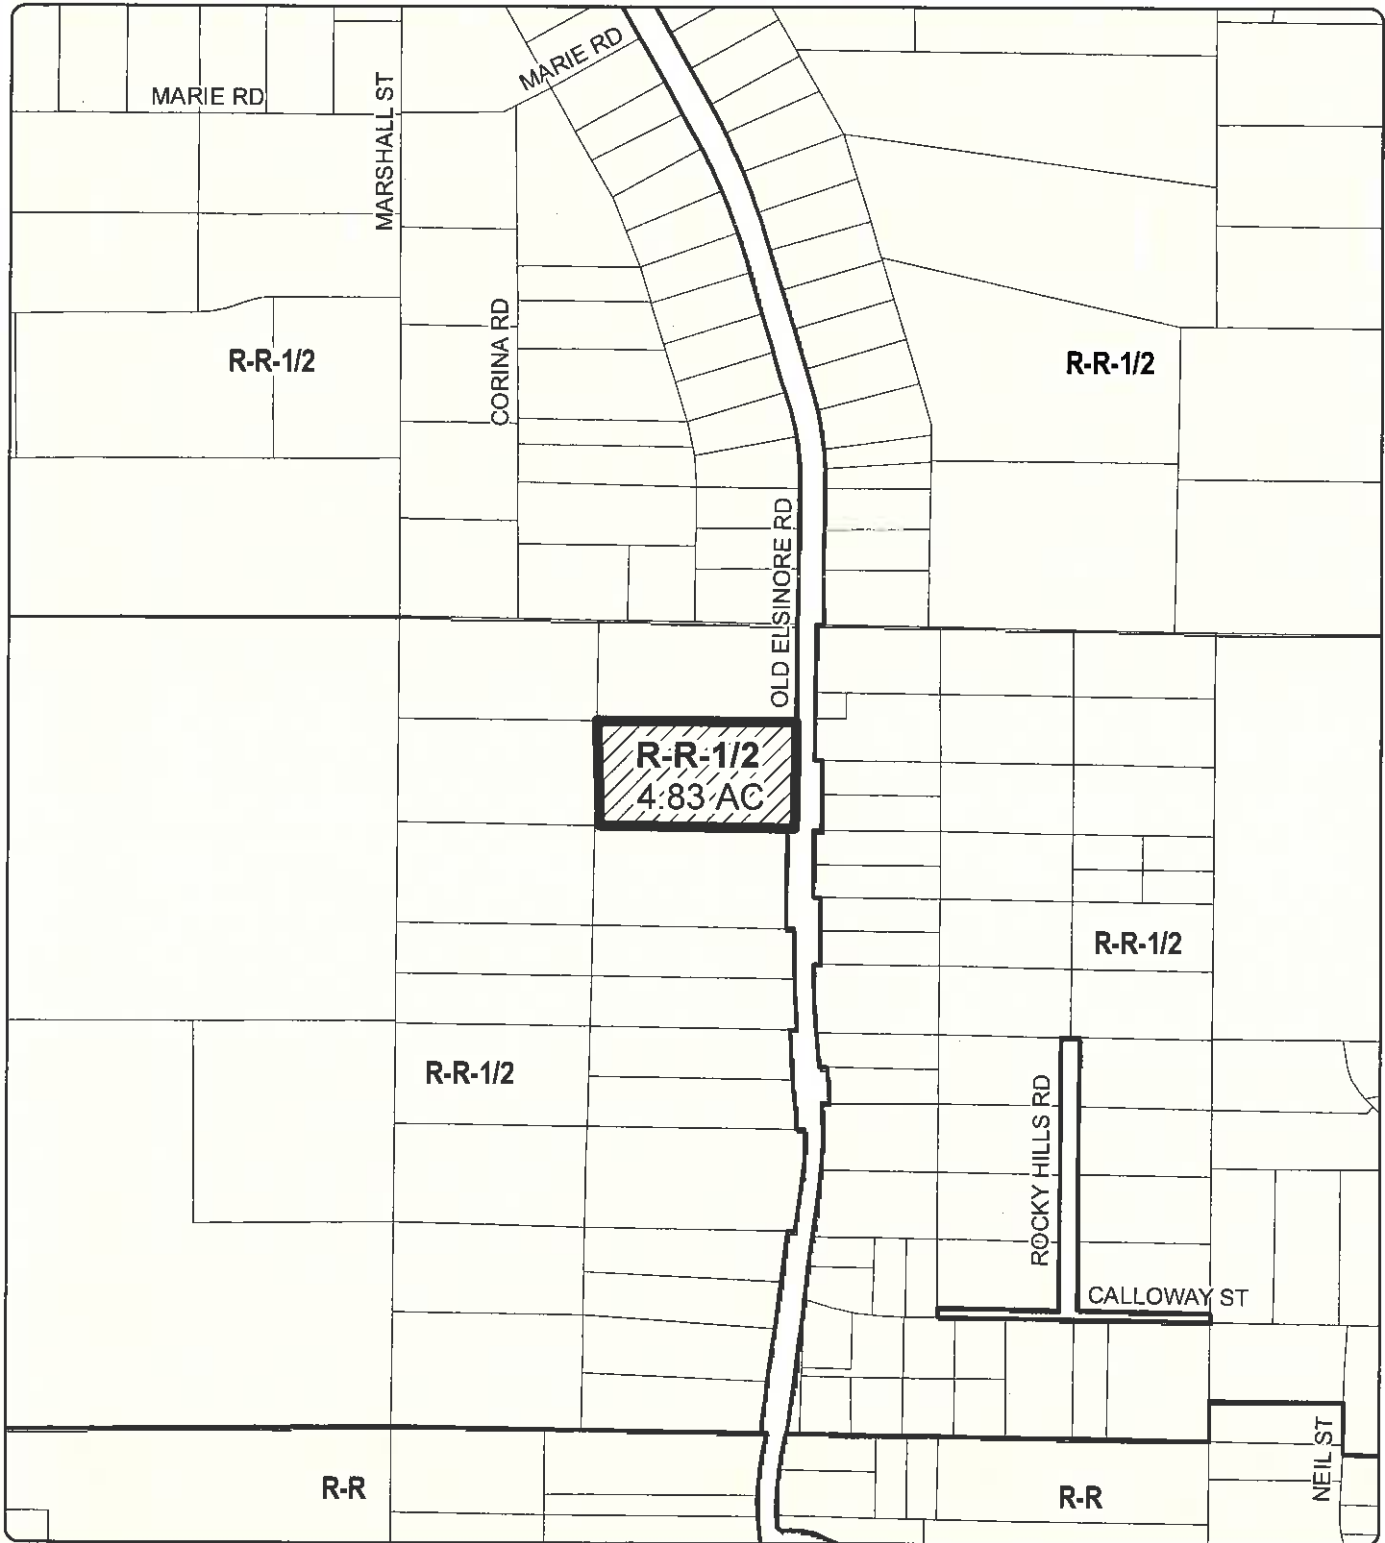 MARIE RD
MARIE RD
MARSHALL ST
CORINA RD
R-R-1/2
R-R-1/2
OLD ELSINORE RD
R-R-1/2
4.83 AC
R-R-1/2
R-R-1/2
ROCKY HILLS RD
CALLOWAY ST
NEIL ST
R-R
R-R